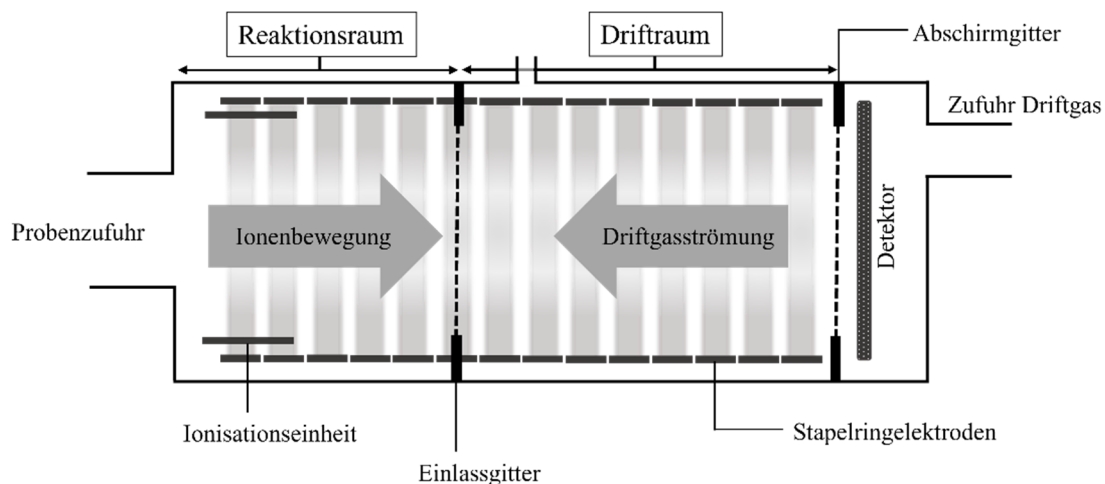 Reaktionsraum
Driftraum
Abschirmgitter
Zufuhr Driftgas
Probenzufuhr
Ionenbewegung
Driftgasströmung
Detektor
Ionisationseinheit
Stapelringelektroden
Einlassgitter